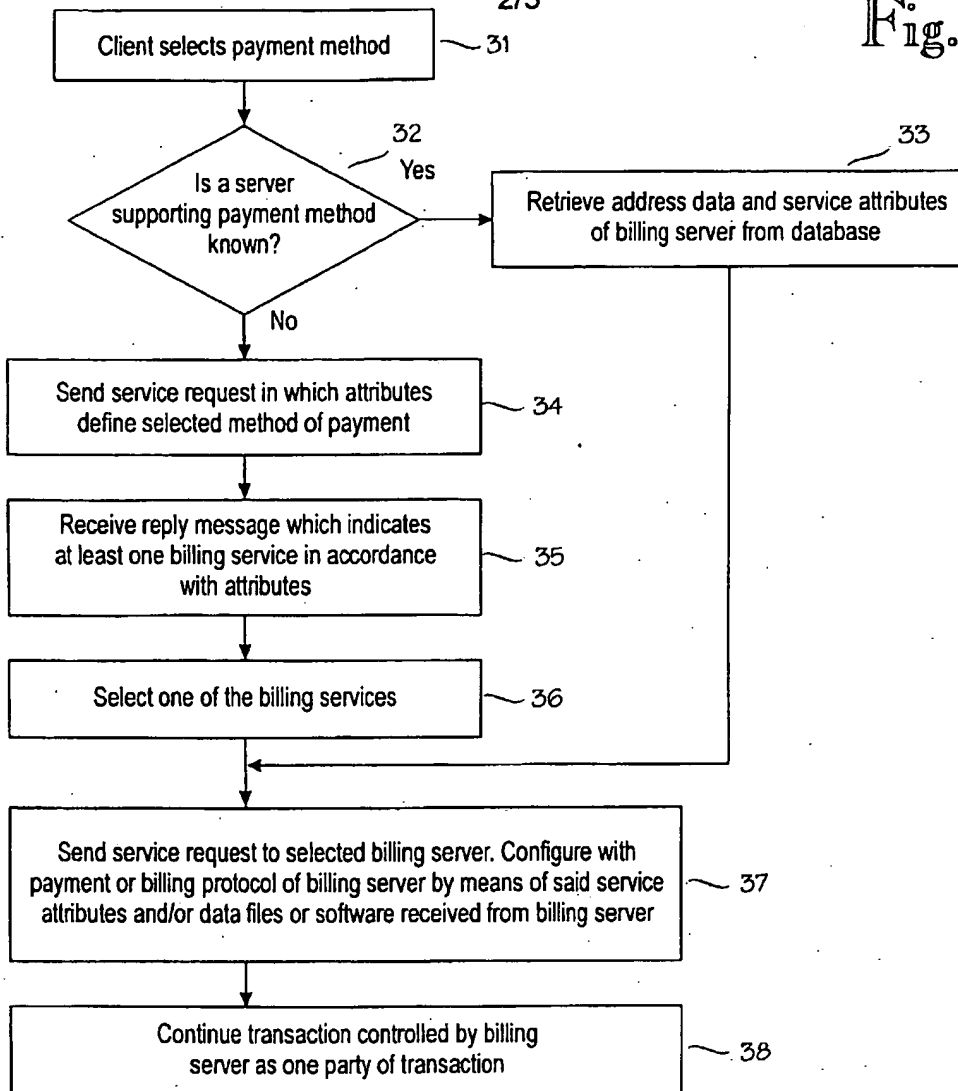 2/3
Fig.
Client selects payment method
31
32
Yes
33
Is a server
supporting payment method
known?
Retrieve address data and service attributes
of billing server from database
No
Send service request in which attributes
define selected method of payment
34
Receive reply message which indicates
at least one billing service in accordance
with attributes
35
Select one of the billing services
36
Send service request to selected billing server. Configure with
payment or billing protocol of billing server by means of said service
attributes and/or data files or software received from billing server
37
Continue transaction controlled by billing
server as one party of transaction
38